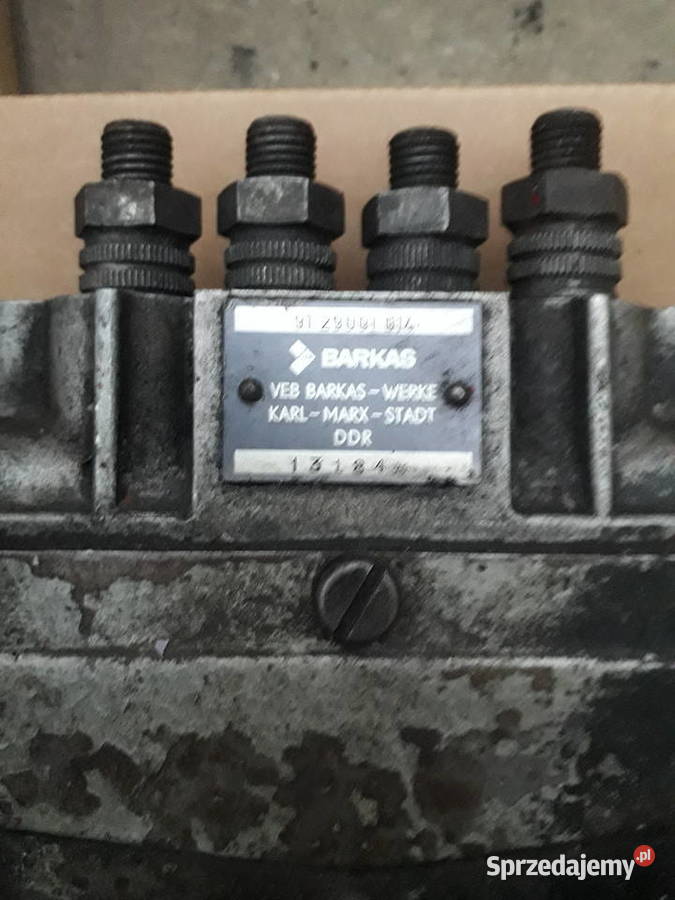 BARKAS
VEB BARKAS-WERKE
KARL-MARX-STADT
DDR
Sprzedajemy.pl